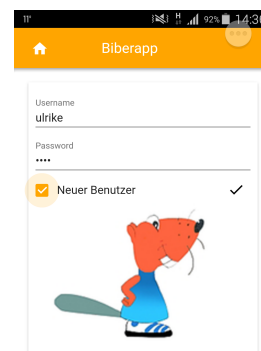 11° H 92% 14:30
Biberapp
Username
ulrike
Password
••••
Neuer Benutzer